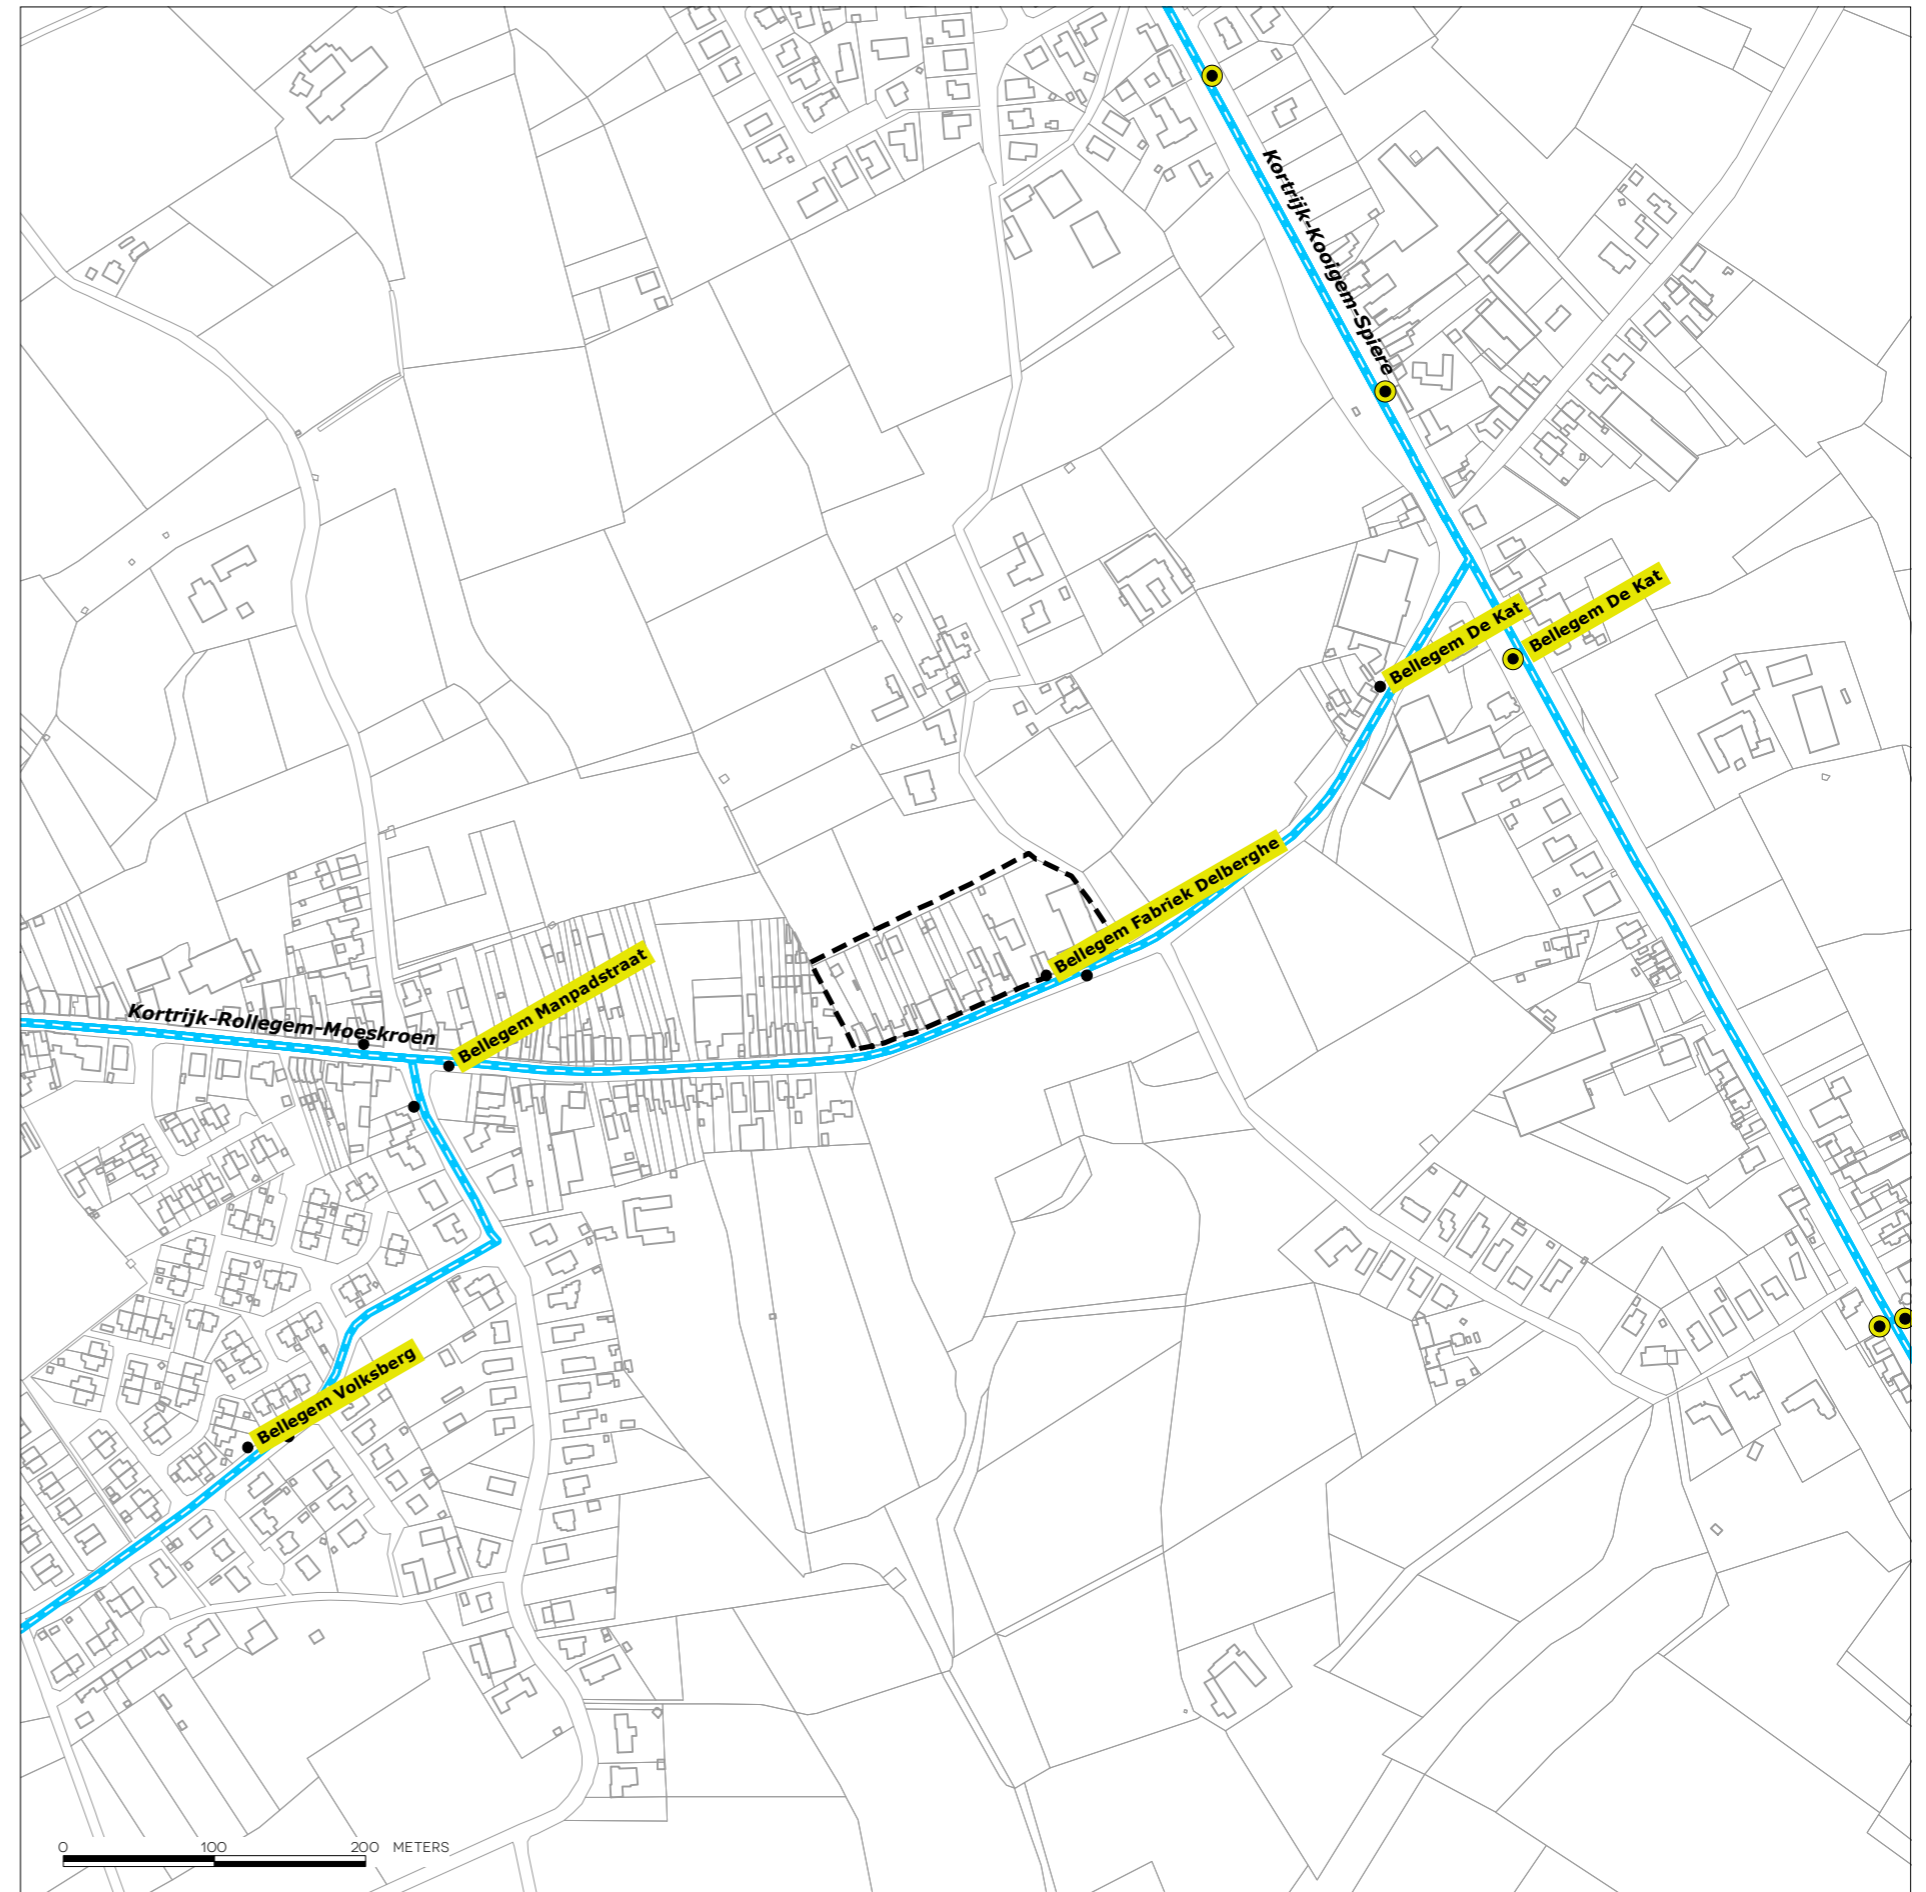 Kortrijk-Kooigem-Spiere
Bellegem De Kat
Bellegem De Kat
Bellegem Fabriek Delberghe
Bellegem Manpadstraat
Kortrijk-Rollegem-Moeskroen
Bellegem Volksberg
0 100 200 METERS